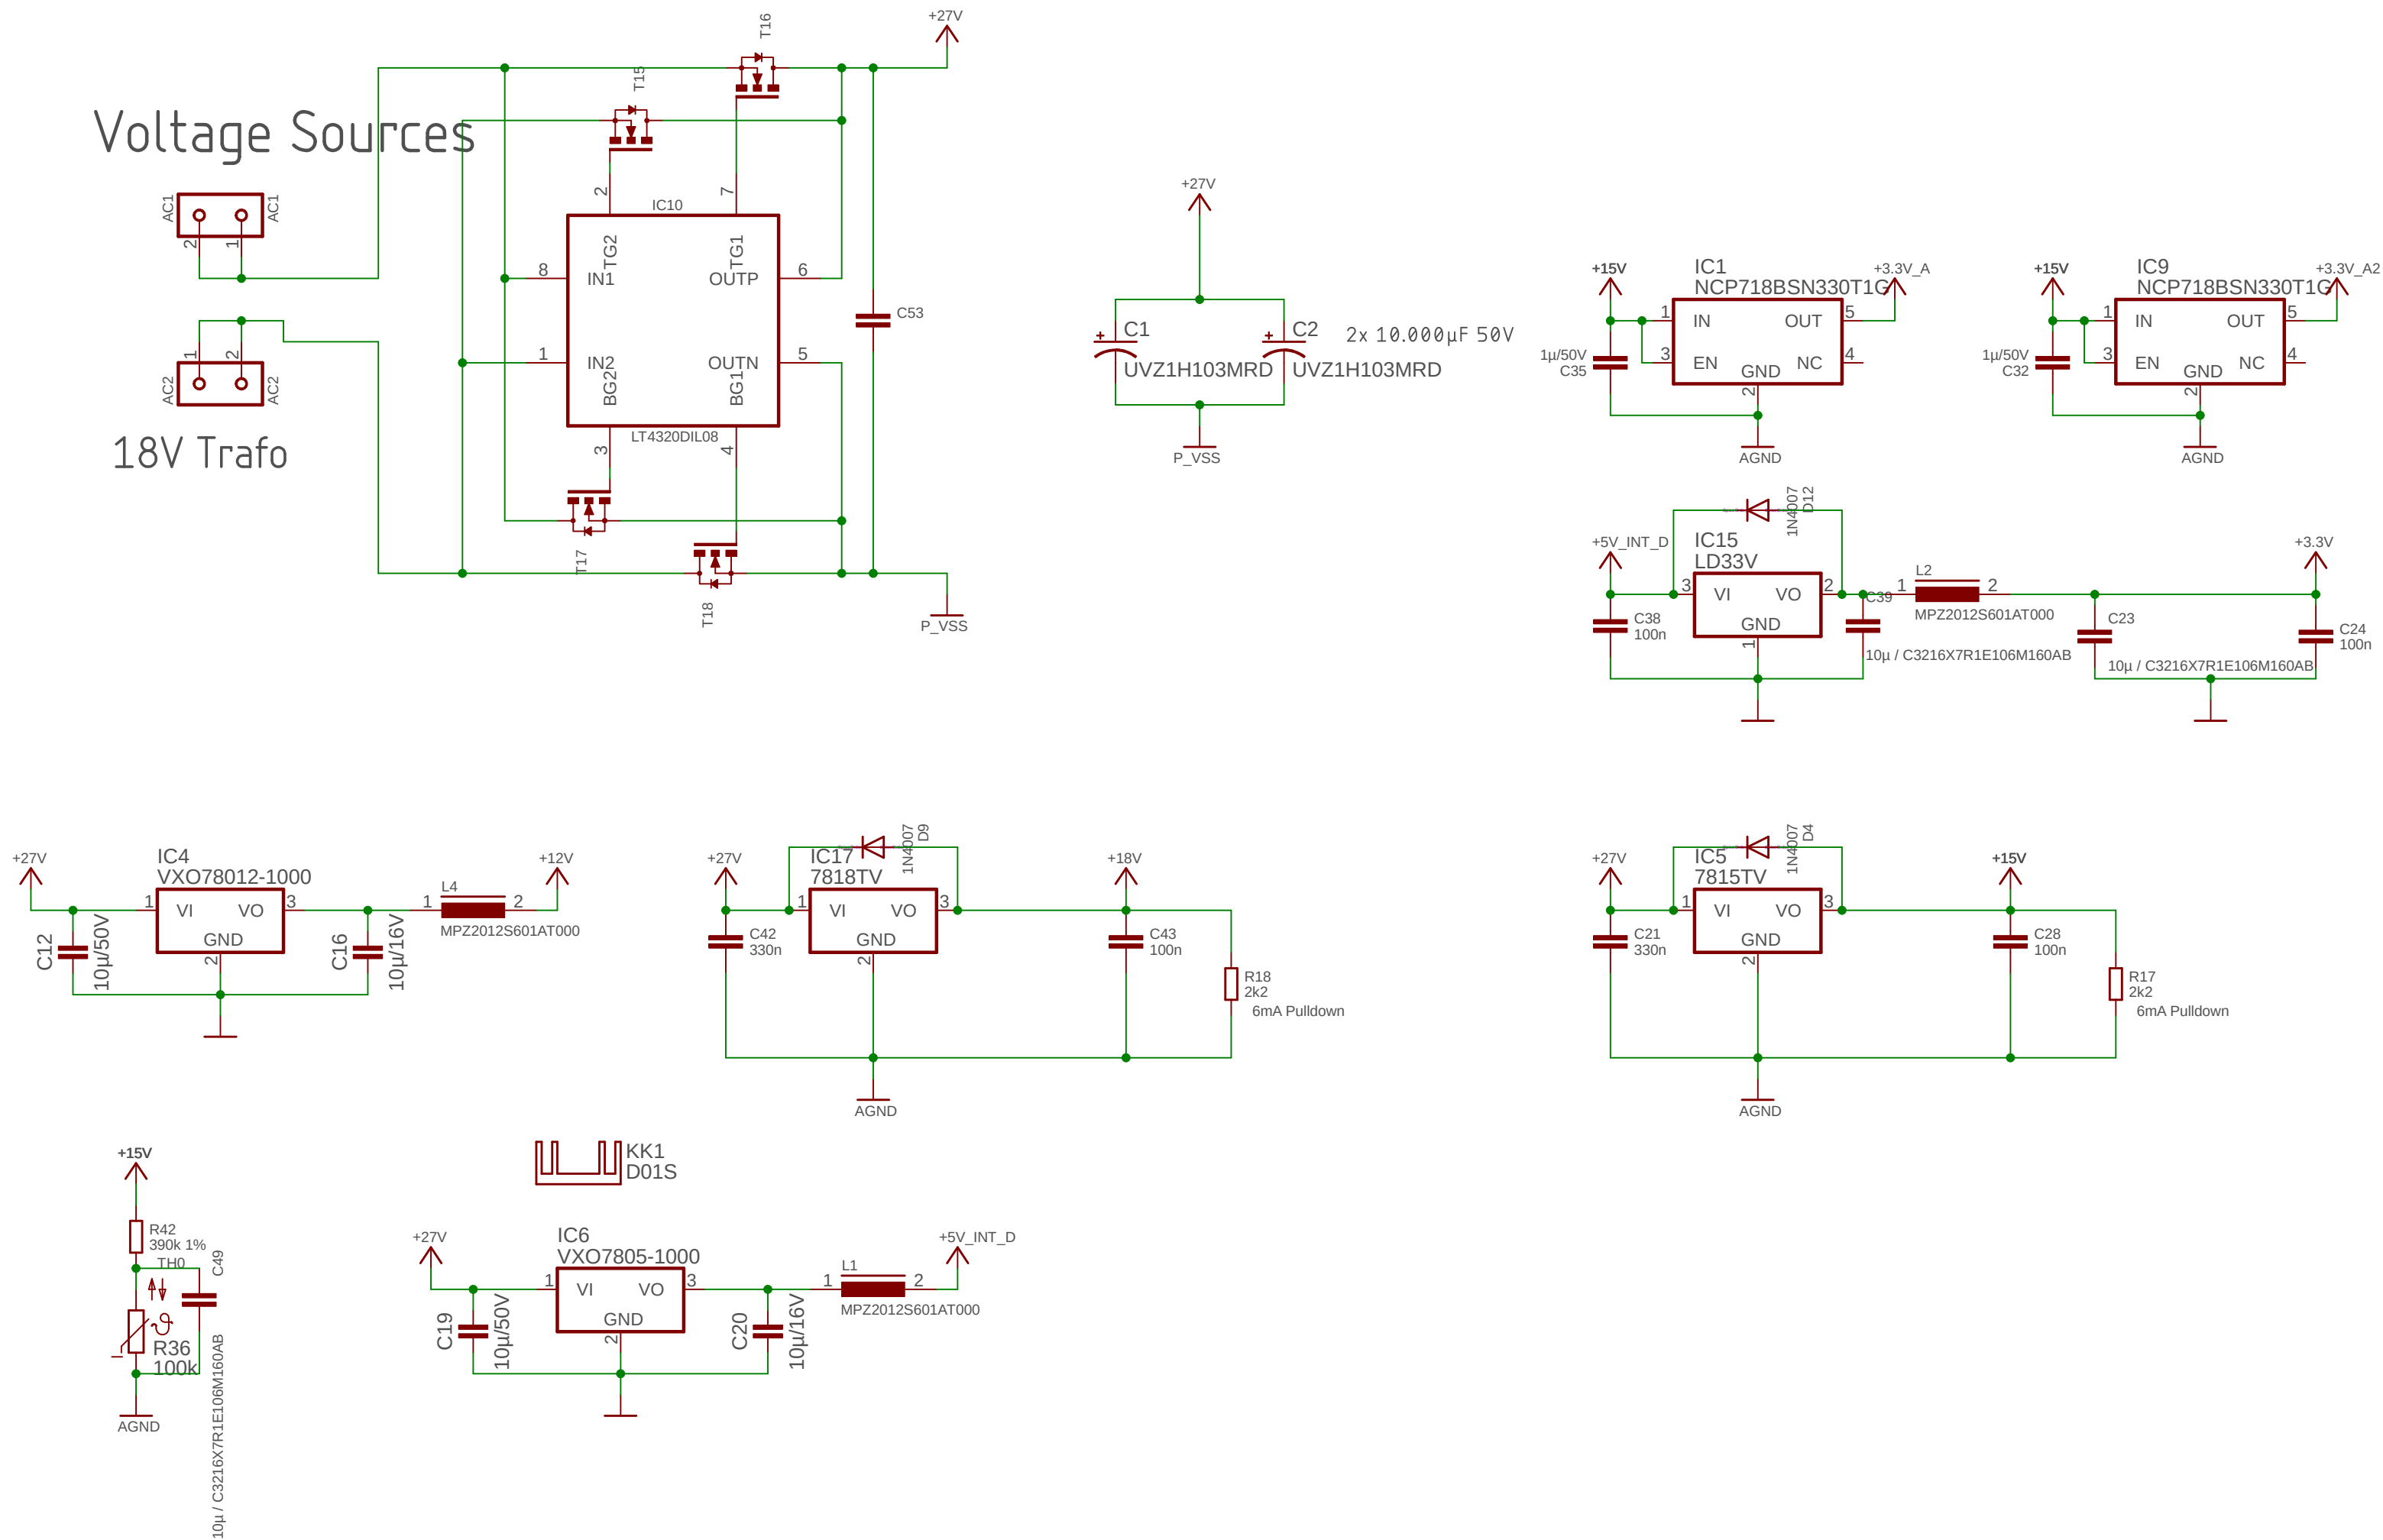 Voltage Sources
18V Trafo
AC1
AC1
2
1
1
2
AC2
AC2
T16
T15
+27V
2
7
IC10
TG2
TG1
8
IN1
OUTP
6
1
IN2
OUTN
5
BG2
BG1
3
LT4320DIL08
4
T17
T18
C53
P_VSS
+27V
C1
UVZ1H103MRD
C2
UVZ1H103MRD
2x 10.000µF 50V
P_VSS
+15V
IC1
NCP718BSN330T1G
+3.3V_A
1
IN
OUT
5
3
EN
GND
NC
4
2
1µ/50V
C35
AGND
+15V
IC9
NCP718BSN330T1G
+3.3V_A2
1
IN
OUT
5
3
EN
GND
NC
4
2
1µ/50V
C32
AGND
1N4007
D12
+5V_INT_D
IC15
LD33V
3
VI
VO
2
GND
1
C38
100n
C39
10µ / C3216X7R1E106M160AB
L2
1
2
MPZ2012S601AT000
C23
10µ / C3216X7R1E106M160AB
+3.3V
C24
100n
+27V
IC4
VXO78012-1000
1
VI
VO
3
GND
2
C12
10µ/50V
C16
10µ/16V
L4
1
2
MPZ2012S601AT000
+12V
+27V
IC17
7818TV
1N4007
D9
1
VI
VO
3
GND
2
C42
330n
+18V
C43
100n
R18
2k2
6mA Pulldown
AGND
+27V
IC5
7815TV
1N4007
D4
1
VI
VO
3
GND
2
C21
330n
+15V
C28
100n
R17
2k2
6mA Pulldown
AGND
+15V
R42
390k 1%
TH0
C49
10µ / C3216X7R1E106M160AB
R36
100k
AGND
KK1
D01S
+27V
IC6
VXO7805-1000
1
VI
VO
3
GND
2
C19
10µ/50V
C20
10µ/16V
L1
1
2
MPZ2012S601AT000
+5V_INT_D